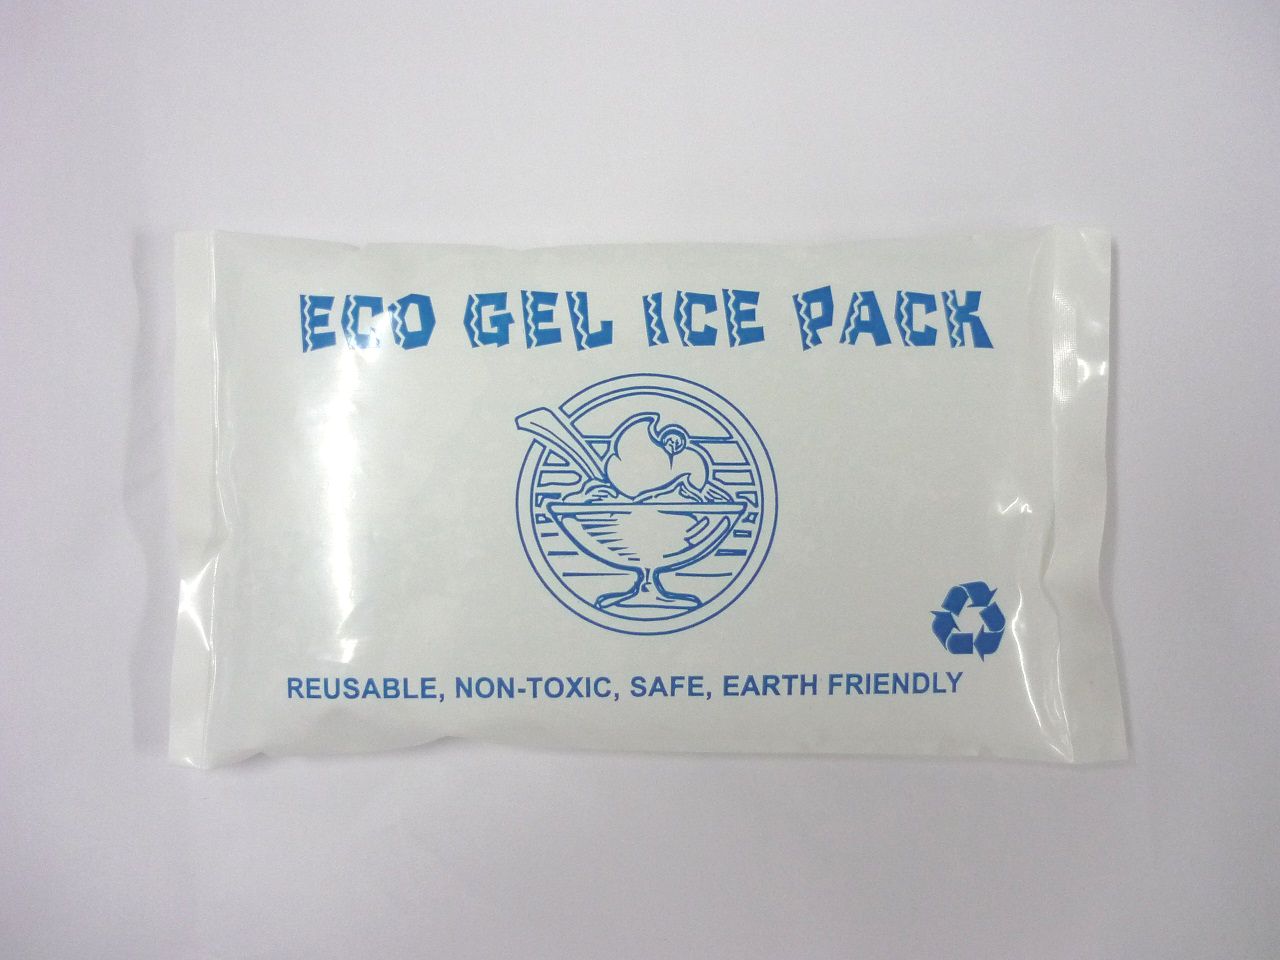 ECO GEL ICE PACK
REUSABLE, NON-TOXIC, SAFE, EARTH FRIENDLY